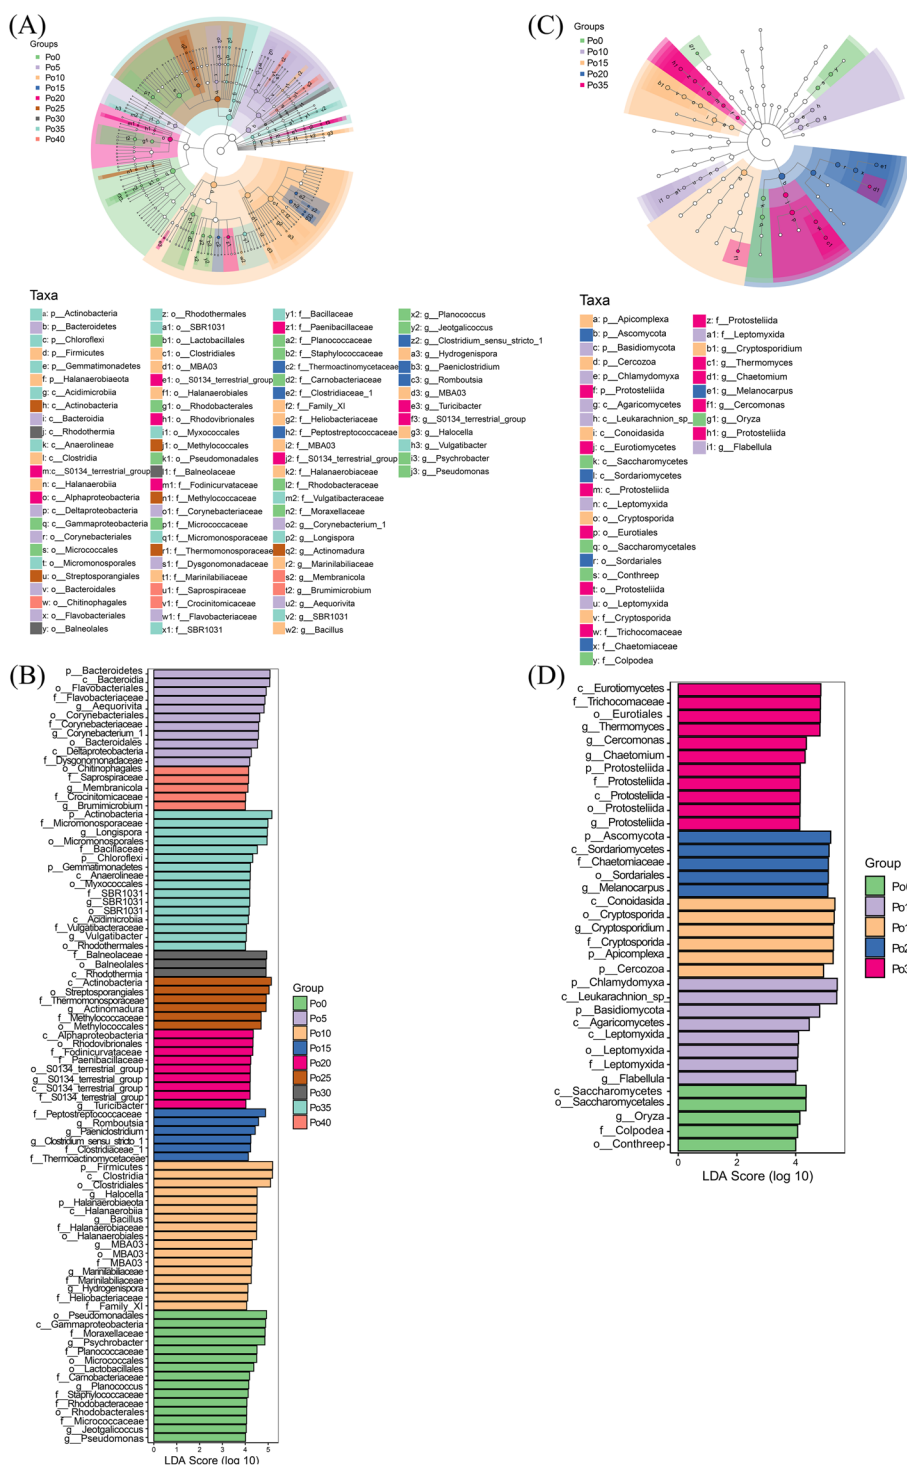 (A)
Groups
Po0
Po5
Po10
Po15
Po20
Po25
Po30
Po35
Po40
Taxa
a: p__Actinobacteria
b: p__Bacteroidetes
c: p__Chloroflexi
d: p__Firmicutes
e: p__Gemmatimonadetes
f: p__Halanaerobiaeota
g: c__Acidimicrobiia
h: c__Actinobacteria
i: c__Bacteroidia
j: c__Rhodothermia
k: c__Anaerolineae
l: c__Clostridia
m: c__S0134_terrestrial_group
n: c__Halanaerobiia
o: c__Alphaproteobacteria
p: c__Deltaproteobacteria
q: c__Gammaproteobacteria
r: o__Corynebacteriales
s: o__Micrococcales
t: o__Micromonosporales
u: o__Streptosporangiales
v: o__Bacteroidales
w: o__Chitinophagales
x: o__Flavobacteriales
y: o__Balneolales
z: o__Rhodothermales
a1: o__SBR1031
b1: o__Lactobacillales
c1: o__Clostridiales
d1: o__MBA03
e1: o__S0134_terrestrial_group
f1: o__Halanaerobiales
g1: o__Rhodobacterales
h1: o__Rhodovibrionales
i1: o__Myxococcales
j1: o__Methylococcales
k1: o__Pseudomonadales
l1: f__Balneolaceae
m1: f__Fodinicurvataceae
n1: f__Methylococcaceae
o1: f__Corynebacteriaceae
p1: f__Micrococcaceae
q1: f__Micromonosporaceae
r1: f__Thermomonosporaceae
s1: f__Dysgonomonadaceae
t1: f__Marinilabiliaceae
u1: f__Saprospiraceae
v1: f__Crocinitomicaceae
w1: f__Flavobacteriaceae
x1: f__SBR1031
y1: f__Bacillaceae
z1: f__Paenibacillaceae
a2: f__Planococcaceae
b2: f__Staphylococcaceae
c2: f__Thermoactinomycetaceae
d2: f__Carnobacteriaceae
e2: f__Clostridiaceae_1
f2: f__Family_XI
g2: f__Heliobacteriaceae
h2: f__Peptostreptococcaceae
i2: f__MBA03
j2: f__S0134_terrestrial_group
k2: f__Halanaerobiaceae
l2: f__Rhodobacteraceae
m2: f__Vulgatibacteraceae
n2: f__Moraxellaceae
o2: g__Corynebacterium_1
p2: g__Longispora
q2: g__Actinomadura
r2: g__Marinilabiliaceae
s2: g__Membranicola
t2: g__Brumimicrobium
u2: g__Aequorivita
v2: g__SBR1031
w2: g__Bacillus
x2: g__Planococcus
y2: g__Jeotgalicoccus
z2: g__Clostridium_sensu_stricto_1
a3: g__Hydrogenispora
b3: g__Paeniclostridium
c3: g__Romboutsia
d3: g__MBA03
e3: g__Turicibacter
f3: g__S0134_terrestrial_group
g3: g__Halocella
h3: g__Vulgatibacter
i3: g__Psychrobacter
j3: g__Pseudomonas
(B)
p__Bacteroidetes
c__Bacteroidia
o__Flavobacteriales
f__Flavobacteriaceae
g__Aequorivita
o__Corynebacteriales
f__Corynebacteriaceae
g__Corynebacterium_1
o__Bacteroidales
c__Deltaproteobacteria
f__Dysgonomonadaceae
o__Chitinophagales
f__Saprospiraceae
g__Membranicola
f__Crocinitomicaceae
g__Brumimicrobium
p__Actinobacteria
f__Micromonosporaceae
g__Longispora
o__Micromonosporales
f__Bacillaceae
p__Chloroflexi
p__Gemmatimonadetes
c__Anaerolineae
o__Myxococcales
f__SBR1031
g__SBR1031
o__SBR1031
c__Acidimicrobiia
f__Vulgatibacteraceae
g__Vulgatibacter
o__Rhodothermales
f__Balneolaceae
o__Balneolales
c__Rhodothermia
c__Actinobacteria
o__Streptosporangiales
f__Thermomonosporaceae
g__Actinomadura
f__Methylococcaceae
o__Methylococcales
c__Alphaproteobacteria
o__Rhodovibrionales
f__Fodinicurvataceae
f__Paenibacillaceae
o__S0134_terrestrial_group
g__S0134_terrestrial_group
c__S0134_terrestrial_group
f__S0134_terrestrial_group
g__Turicibacter
f__Peptostreptococcaceae
g__Romboutsia
g__Paeniclostridium
g__Clostridium_sensu_stricto_1
f__Clostridiaceae_1
f__Thermoactinomycetaceae
p__Firmicutes
c__Clostridia
o__Clostridiales
g__Halocella
p__Halanaerobiaeota
c__Halanaerobiia
g__Bacillus
f__Halanaerobiaceae
o__Halanaerobiales
g__MBA03
o__MBA03
f__MBA03
g__Marinilabiliaceae
f__Marinilabiliaceae
g__Hydrogenispora
f__Heliobacteriaceae
f__Family_XI
o__Pseudomonadales
c__Gammaproteobacteria
f__Moraxellaceae
g__Psychrobacter
f__Planococcaceae
o__Micrococcales
o__Lactobacillales
f__Carnobacteriaceae
g__Planococcus
f__Staphylococcaceae
f__Rhodobacteraceae
o__Rhodobacterales
f__Micrococcaceae
g__Jeotgalicoccus
g__Pseudomonas
0 1 2 3 4 5
LDA Score (log 10)
Group
Po0
Po5
Po10
Po15
Po20
Po25
Po30
Po35
Po40
(C)
Groups
Po0
Po10
Po15
Po20
Po35
Taxa
a: p__Apicomplexa
b: p__Ascomycota
c: p__Basidiomycota
d: p__Cercozoa
e: p__Chlamydomyxa
f: p__Protosteliida
g: c__Agaricomycetes
h: c__Leukarachnion_sp_
i: c__Conoidasida
j: c__Eurotiomycetes
k: c__Saccharomycetes
l: c__Sordariomycetes
m: c__Protosteliida
n: c__Leptomyxida
o: o__Cryptosporida
p: o__Eurotiales
q: o__Saccharomycetales
r: o__Sordariales
s: o__Conthreep
t: o__Protosteliida
u: o__Leptomyxida
v: f__Cryptosporida
w: f__Trichocomaceae
x: f__Chaetomiaceae
y: f__Colpodea
z: f__Protosteliida
a1: f__Leptomyxida
b1: g__Cryptosporidium
c1: g__Thermomyces
d1: g__Chaetomium
e1: g__Melanocarpus
f1: g__Cercomonas
g1: g__Oryza
h1: g__Protosteliida
i1: g__Flabellula
(D)
c__Eurotiomycetes
f__Trichocomaceae
o__Eurotiales
g__Thermomyces
g__Cercomonas
g__Chaetomium
p__Protosteliida
f__Protosteliida
c__Protosteliida
o__Protosteliida
g__Protosteliida
p__Ascomycota
c__Sordariomycetes
f__Chaetomiaceae
o__Sordariales
g__Melanocarpus
c__Conoidasida
o__Cryptosporida
g__Cryptosporidium
f__Cryptosporida
p__Apicomplexa
p__Cercozoa
p__Chlamydomyxa
c__Leukarachnion_sp_
p__Basidiomycota
c__Agaricomycetes
c__Leptomyxida
o__Leptomyxida
f__Leptomyxida
g__Flabellula
c__Saccharomycetes
o__Saccharomycetales
g__Oryza
f__Colpodea
o__Conthreep
0 2 4
LDA Score (log 10)
Group